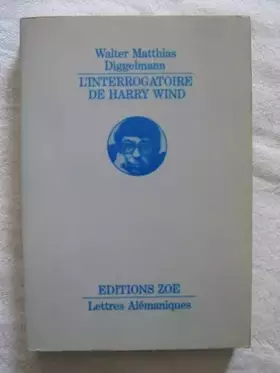 Walter Matthias
Diggelmann
L'INTERROGATOIRE
DE HARRY WIND
EDITIONS ZOE
Lettres Alémaniques